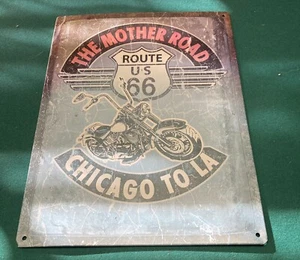 THE MOTHER ROAD
ROUTE
US
66
CHICAGO TO LA